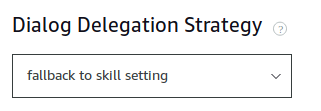 Dialog Delegation Strategy ?
fallback to skill setting